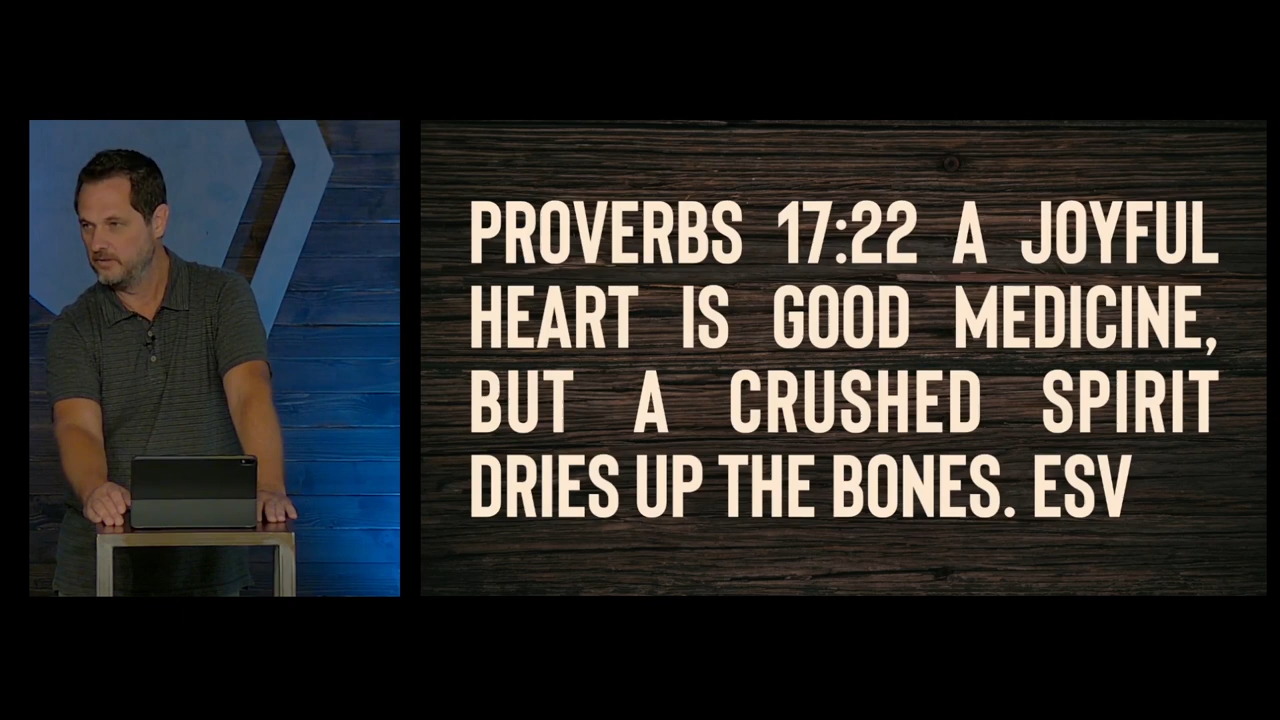 PROVERBS 17:22 A JOYFUL
HEART IS GOOD MEDICINE,
BUT A CRUSHED SPIRIT
DRIES UP THE BONES. ESV